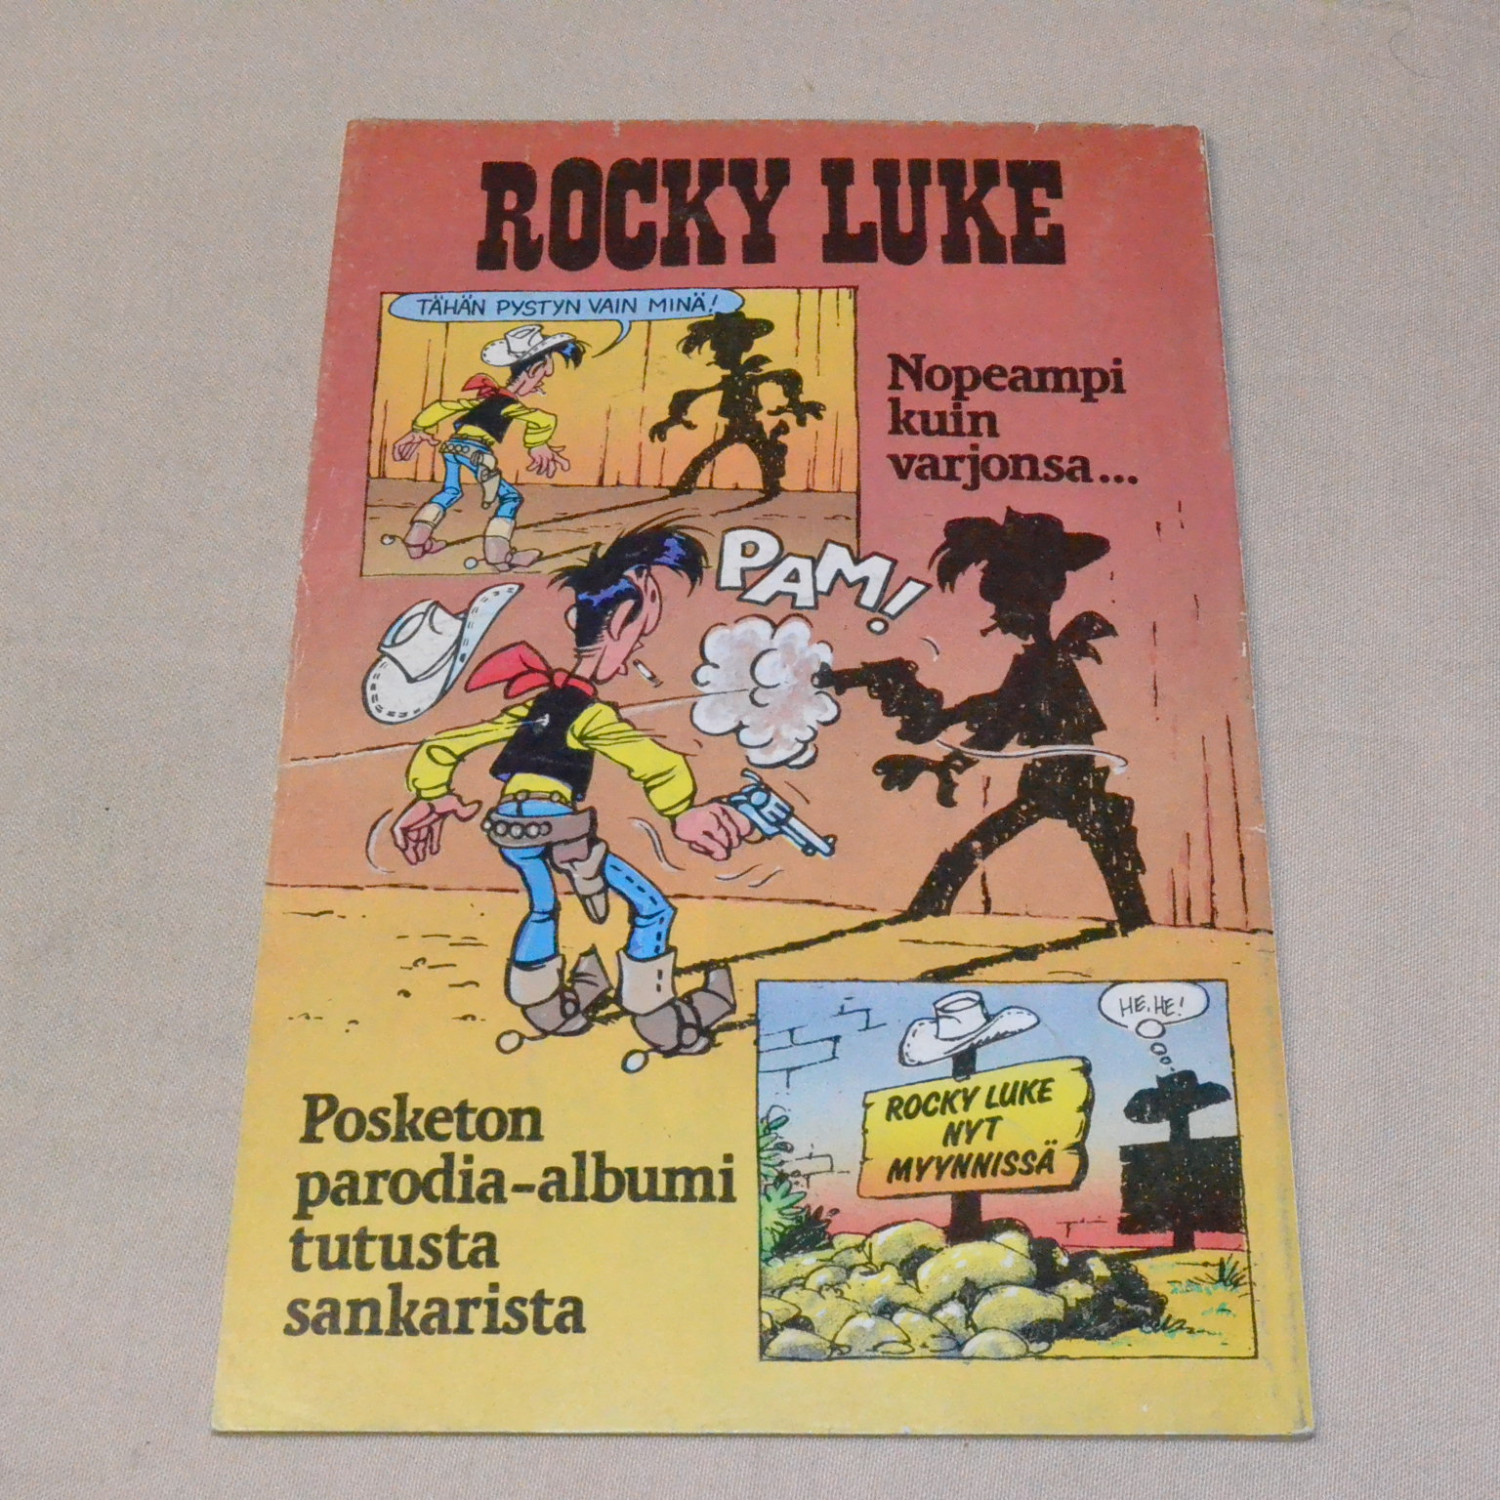 ROCKY LUKE
TÄHÄN PYSTYN VAIN MINÄ!
Nopeampi
kuin
varjonsa...
PAM!
HE, HE!
ROCKY LUKE
NYT
MYYNNISSÄ
Posketon
parodia-albumi
tutusta
sankarista